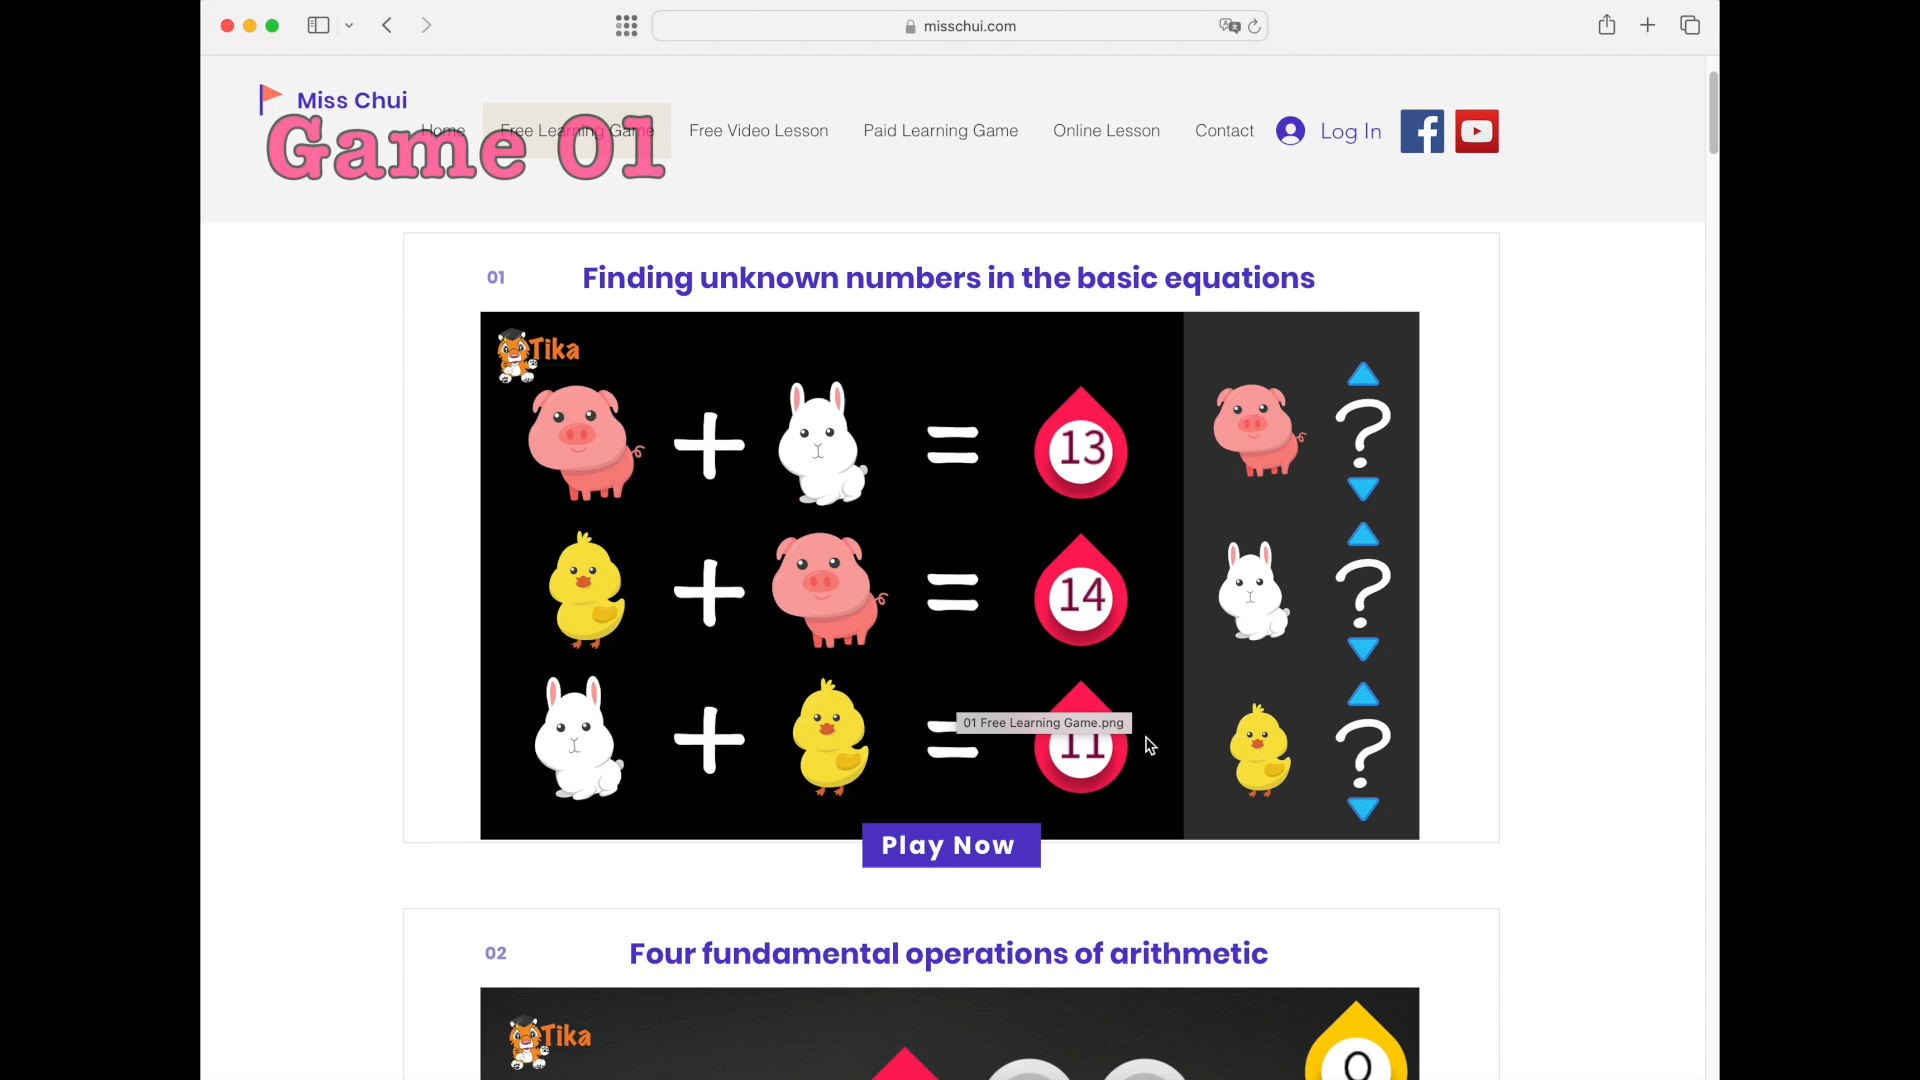 misschui.com
Miss Chui
Home
Free Learning Game
Free Video Lesson
Paid Learning Game
Online Lesson
Contact
Log In
Game 01
01
Finding unknown numbers in the basic equations
Tika
+ = 13
?
+ = 14
?
01 Free Learning Game.png
+ = 11
?
Play Now
02
Four fundamental operations of arithmetic
Tika